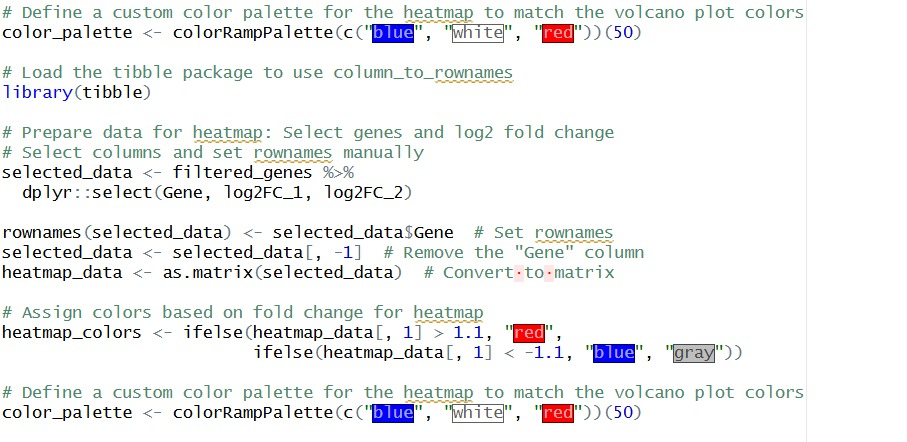 # Define a custom color palette for the heatmap to match the volcano plot colors
color_palette <- colorRampPalette(c("blue", "white", "red"))(50)
# Load the tibble package to use column_to_rownames
library(tibble)
# Prepare data for heatmap: Select genes and log2 fold change
# Select columns and set rownames manually
selected_data <- filtered_genes %>%
  dplyr::select(Gene, log2FC_1, log2FC_2)
rownames(selected_data) <- selected_data$Gene  # Set rownames
selected_data <- selected_data[, -1]  # Remove the "Gene" column
heatmap_data <- as.matrix(selected_data)  # Convert·to·matrix
# Assign colors based on fold change for heatmap
heatmap_colors <- ifelse(heatmap_data[, 1] > 1.1, "red",
                         ifelse(heatmap_data[, 1] < -1.1, "blue", "gray"))
# Define a custom color palette for the heatmap to match the volcano plot colors
color_palette <- colorRampPalette(c("blue", "white", "red"))(50)